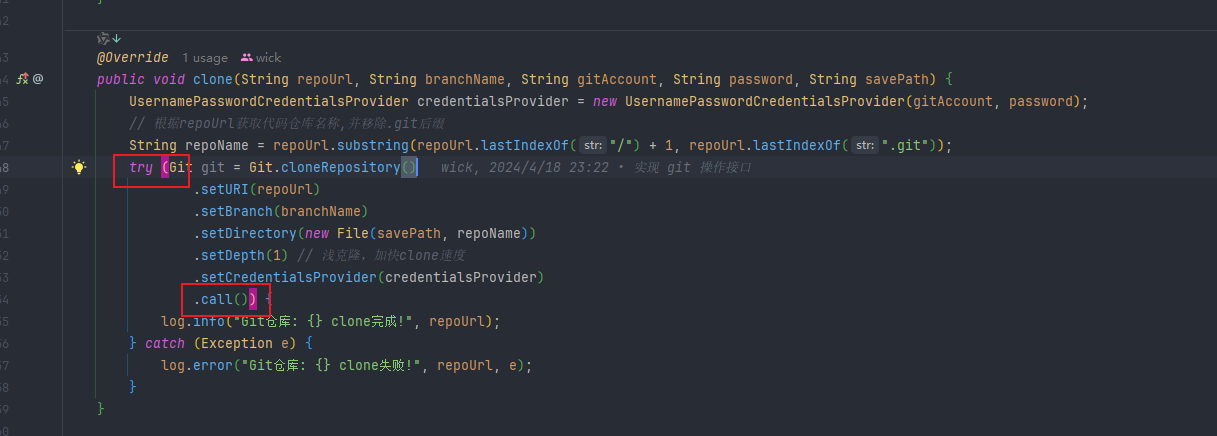 }
@Override 1 usage wick
public void clone(String repoUrl, String branchName, String gitAccount, String password, String savePath) {
UsernamePasswordCredentialsProvider credentialsProvider = new UsernamePasswordCredentialsProvider(gitAccount, password);
// 根据repoUrl获取代码仓库名称,并移除.git后缀
String repoName = repoUrl.substring(repoUrl.lastIndexOf( str: "/") + 1, repoUrl.lastIndexOf( str: ".git"));
try (Git git = Git.cloneRepository() wick, 2024/4/18 23:22 • 实现 git 操作接口
.setURI(repoUrl)
.setBranch(branchName)
.setDirectory(new File(savePath, repoName))
.setDepth(1) // 浅克隆，加快clone速度
.setCredentialsProvider(credentialsProvider)
.call()) {
log.info("Git仓库: {} clone完成!", repoUrl);
} catch (Exception e) {
log.error("Git仓库: {} clone失败!", repoUrl, e);
}
}